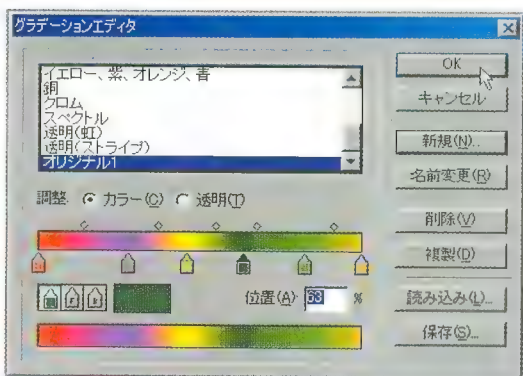 グラデーションエディタ
イエロー、紫、オレンジ、青
銅
クロム
スペクトル
透明(虹)
透明(ストライプ)
オリジナル1
調整: カラー(C) 透明(T)
位置(A): 63 %
OK
キャンセル
新規(N)...
名前変更(R)
削除(V)
複製(D)
読み込み(L)...
保存(S)...